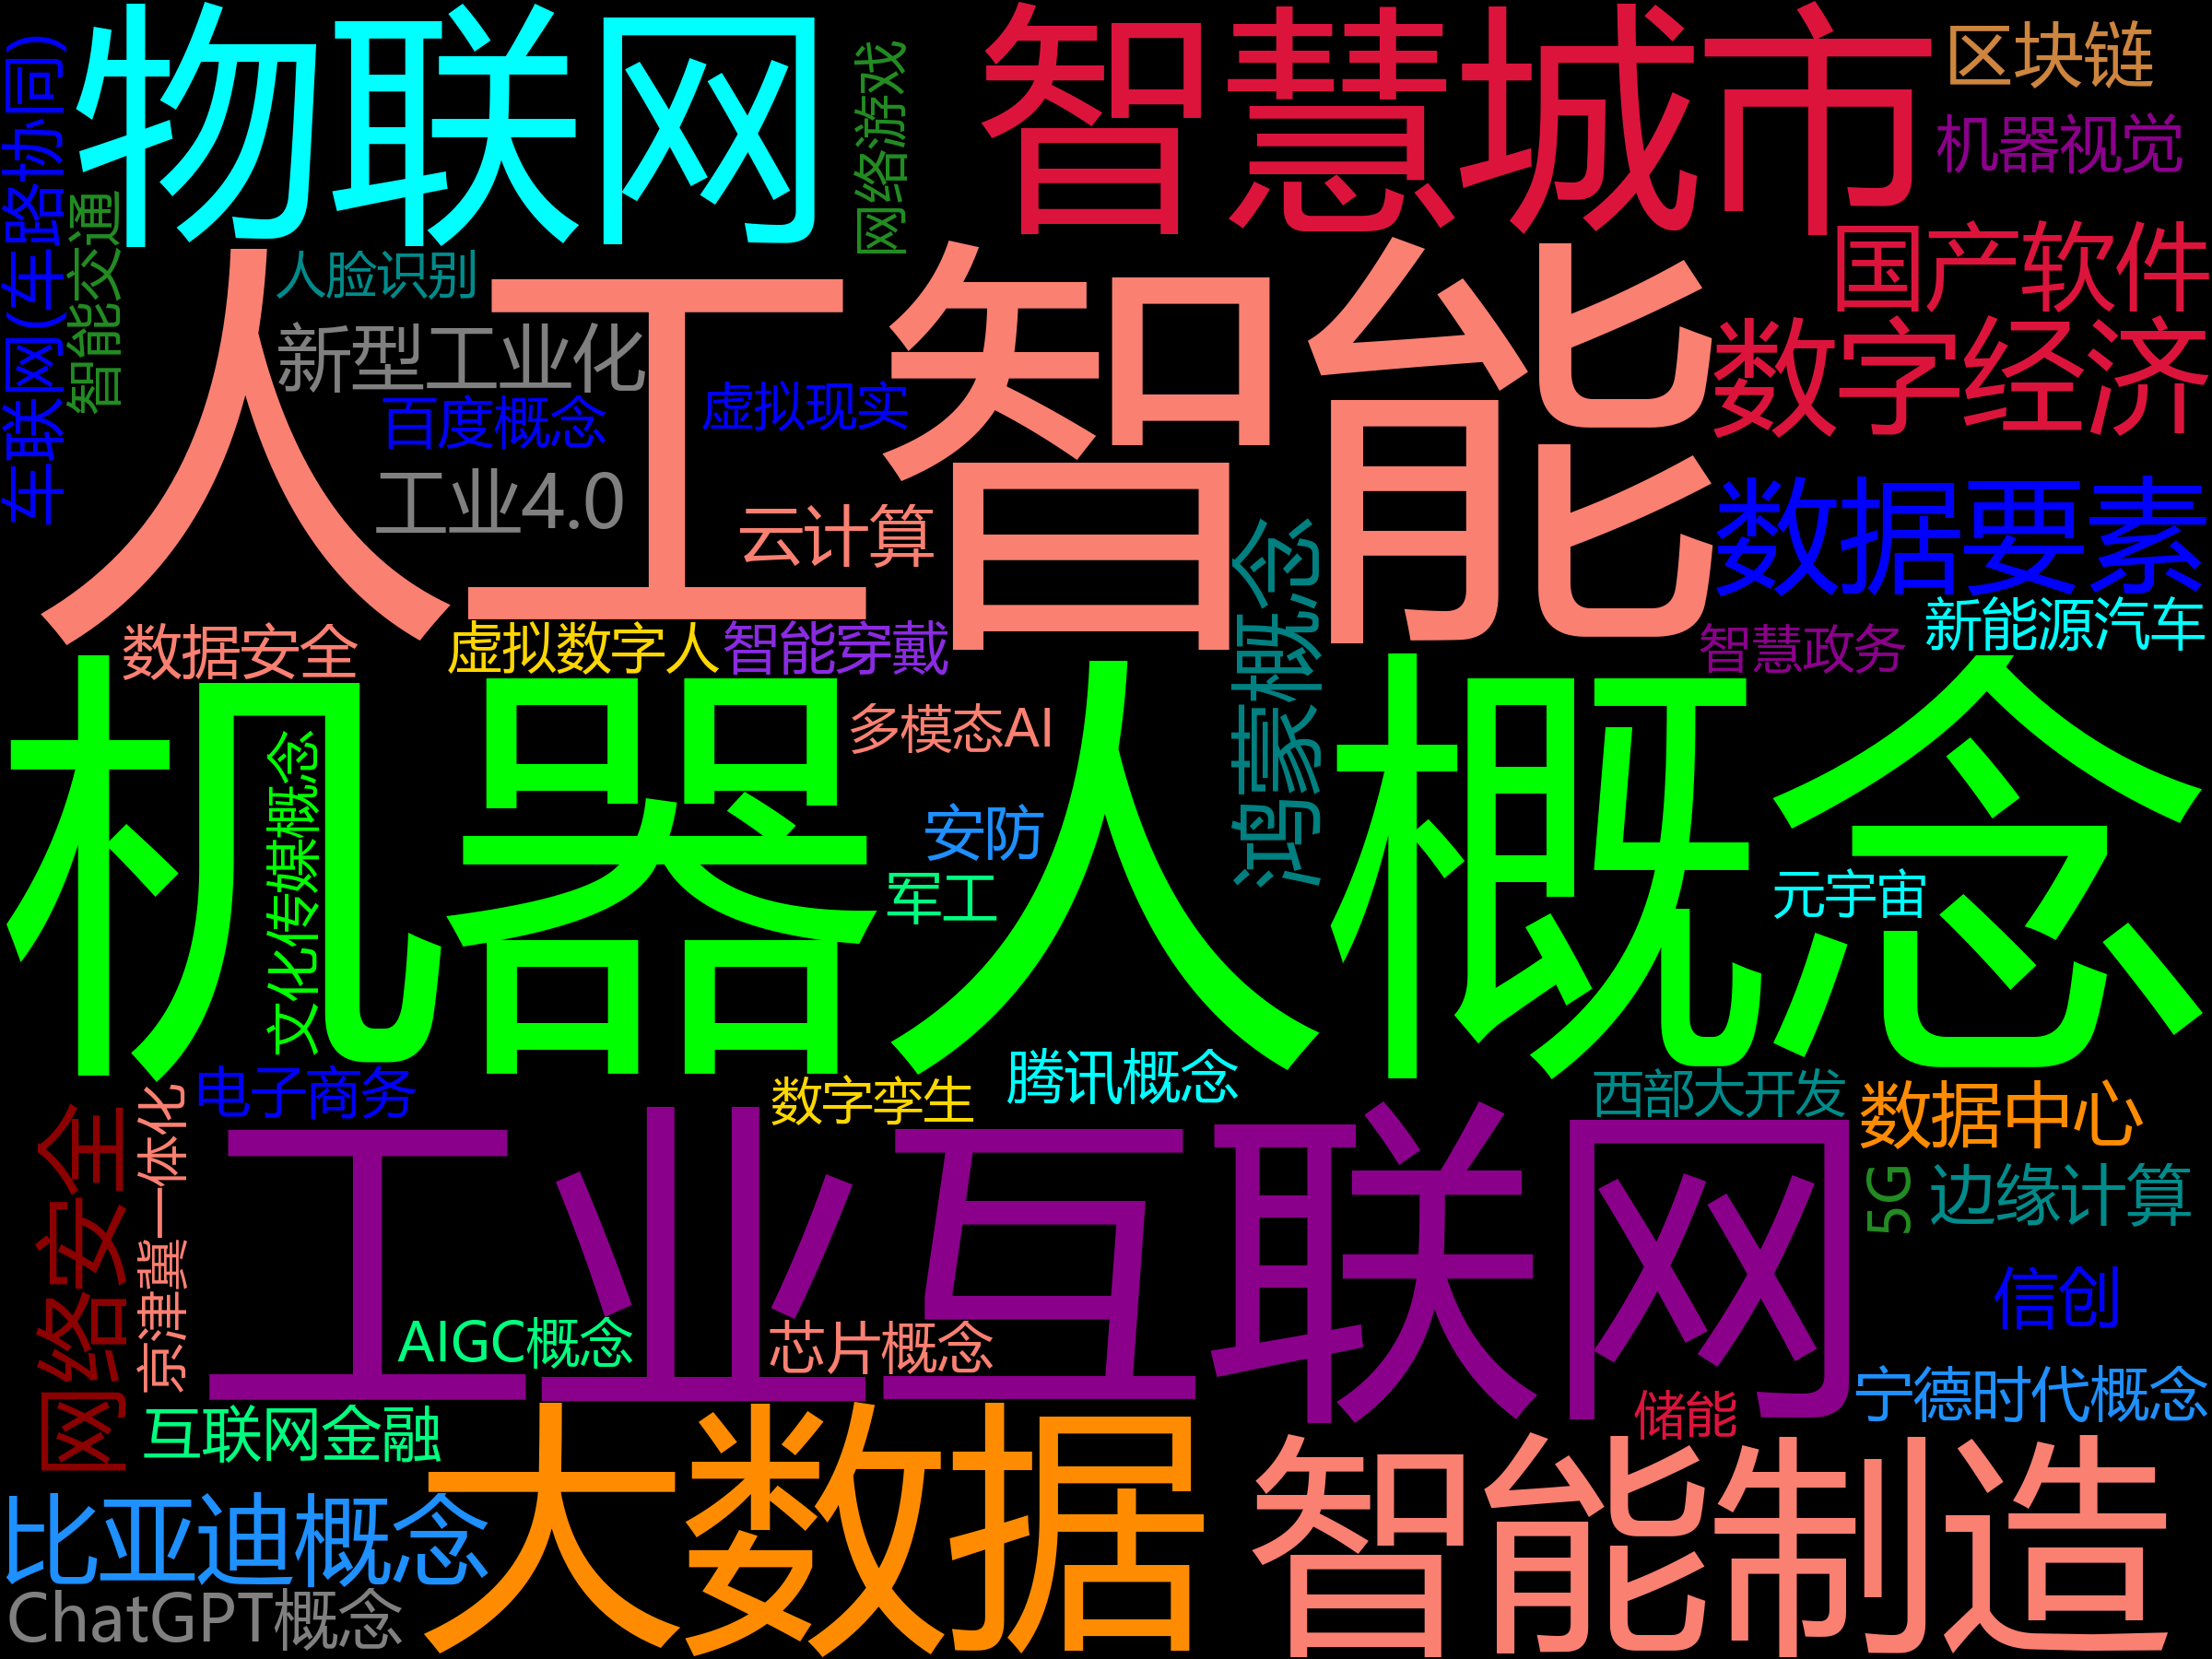 物联网
智慧城市
区块链
车联网(车路协同)
网络游戏
机器视觉
智能交通
人脸识别
国产软件
人工智能
新型工业化
数字经济
百度概念
虚拟现实
工业4.0
云计算
数据要素
鸿蒙概念
新能源汽车
数据安全
虚拟数字人
智能穿戴
智慧政务
机器人概念
多模态AI
文化传媒概念
安防
军工
元宇宙
电子商务
数字孪生
腾讯概念
西部大开发
数据中心
网络安全
京津冀一体化
工业互联网
5G
边缘计算
信创
AIGC概念
芯片概念
宁德时代概念
储能
互联网金融
大数据
智能制造
比亚迪概念
ChatGPT概念